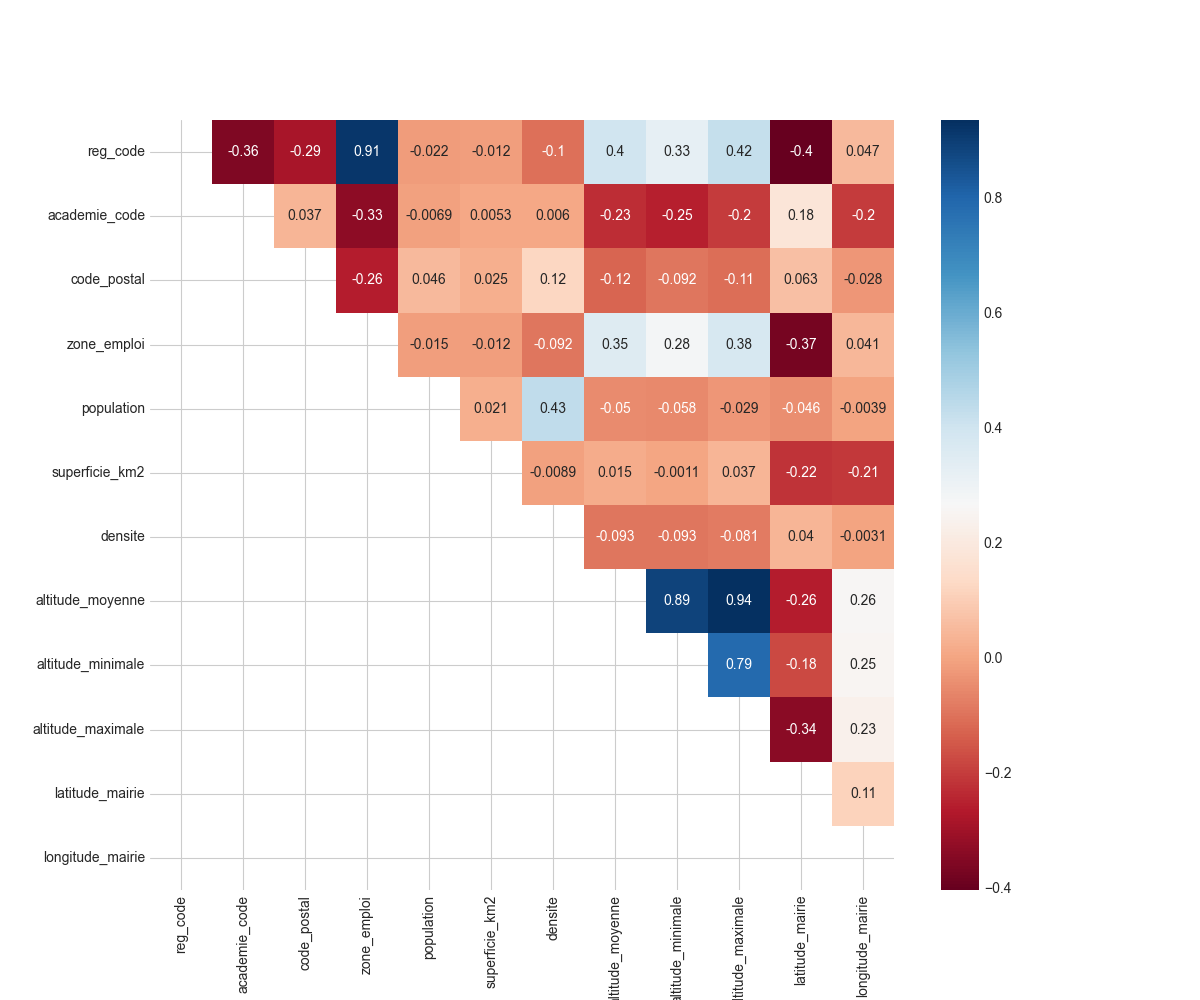 reg_code -0.36 -0.29 0.91 -0.022 -0.012 -0.1 0.4 0.33 0.42 -0.4 0.047
academie_code 0.037 -0.33 -0.0069 0.0053 0.006 -0.23 -0.25 -0.2 0.18 -0.2
code_postal -0.26 0.046 0.025 0.12 -0.12 -0.092 -0.11 0.063 -0.028
zone_emploi -0.015 -0.012 -0.092 0.35 0.28 0.38 -0.37 0.041
population 0.021 0.43 -0.05 -0.058 -0.029 -0.046 -0.0039
superficie_km2 -0.0089 0.015 -0.0011 0.037 -0.22 -0.21
densite -0.093 -0.093 -0.081 0.04 -0.0031
altitude_moyenne 0.89 0.94 -0.26 0.26
altitude_minimale 0.79 -0.18 0.25
altitude_maximale -0.34 0.23
latitude_mairie 0.11
longitude_mairie
reg_code
academie_code
code_postal
zone_emploi
population
superficie_km2
densite
ltitude_moyenne
ltitude_minimale
ltitude_maximale
latitude_mairie
longitude_mairie
0.8
0.6
0.4
0.2
0.0
−0.2
−0.4